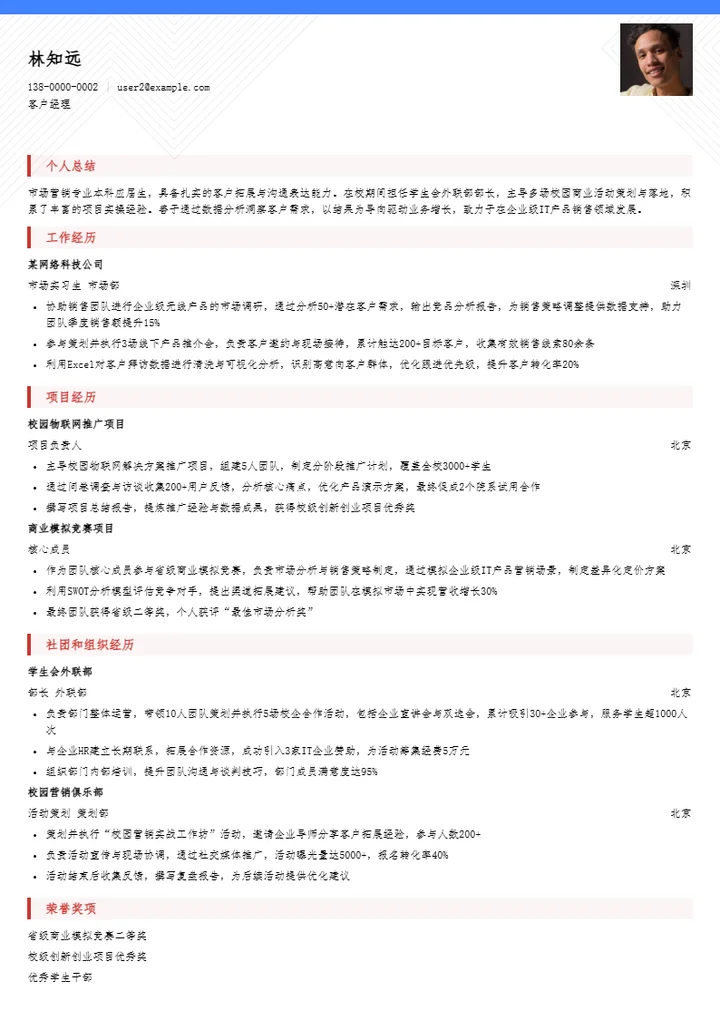 林知远
138-0000-0002 | user2@example.com
客户经理
个人总结
市场营销专业本科应届生，具备扎实的客户拓展与沟通表达能力。在校期间担任学生会外联部部长，主导多场校园商业活动策划与落地，积
累了丰富的项目实操经验。善于通过数据分析洞察客户需求，以结果为导向驱动业务增长，致力于在企业级IT产品销售领域发展。
工作经历
某网络科技公司
市场实习生 市场部 深圳
• 协助销售团队进行企业级无线产品的市场调研，通过分析50+潜在客户需求，输出竞品分析报告，为销售策略调整提供数据支持，助力
团队季度销售额提升15%
• 参与策划并执行3场线下产品推介会，负责客户邀约与现场接待，累计触达200+目标客户，收集有效销售线索80余条
• 利用Excel对客户拜访数据进行清洗与可视化分析，识别高意向客户群体，优化跟进优先级，提升客户转化率20%
项目经历
校园物联网推广项目
项目负责人 北京
• 主导校园物联网解决方案推广项目，组建5人团队，制定分阶段推广计划，覆盖全校3000+学生
• 通过问卷调查与访谈收集200+用户反馈，分析核心痛点，优化产品演示方案，最终促成2个院系试用合作
• 撰写项目总结报告，提炼推广经验与数据成果，获得校级创新创业项目优秀奖
商业模拟竞赛项目
核心成员 北京
• 作为团队核心成员参与省级商业模拟竞赛，负责市场分析与销售策略制定，通过模拟企业级IT产品营销场景，制定差异化定价方案
• 利用SWOT分析模型评估竞争对手，提出渠道拓展建议，帮助团队在模拟市场中实现营收增长30%
• 最终团队获得省级二等奖，个人获评“最佳市场分析奖”
社团和组织经历
学生会外联部
部长 外联部 北京
• 负责部门整体运营，带领10人团队策划并执行5场校企合作活动，包括企业宣讲会与双选会，累计吸引30+企业参与，服务学生超1000人
次
• 与企业HR建立长期联系，拓展合作资源，成功引入3家IT企业赞助，为活动筹集经费5万元
• 组织部门内部培训，提升团队沟通与谈判技巧，部门成员满意度达95%
校园营销俱乐部
活动策划 策划部 北京
• 策划并执行“校园营销实战工作坊”活动，邀请企业导师分享客户拓展经验，参与人数200+
• 负责活动宣传与现场协调，通过社交媒体推广，活动曝光量达5000+，报名转化率40%
• 活动结束后收集反馈，撰写复盘报告，为后续活动提供优化建议
荣誉奖项
省级商业模拟竞赛二等奖
校级创新创业项目优秀奖
优秀学生干部